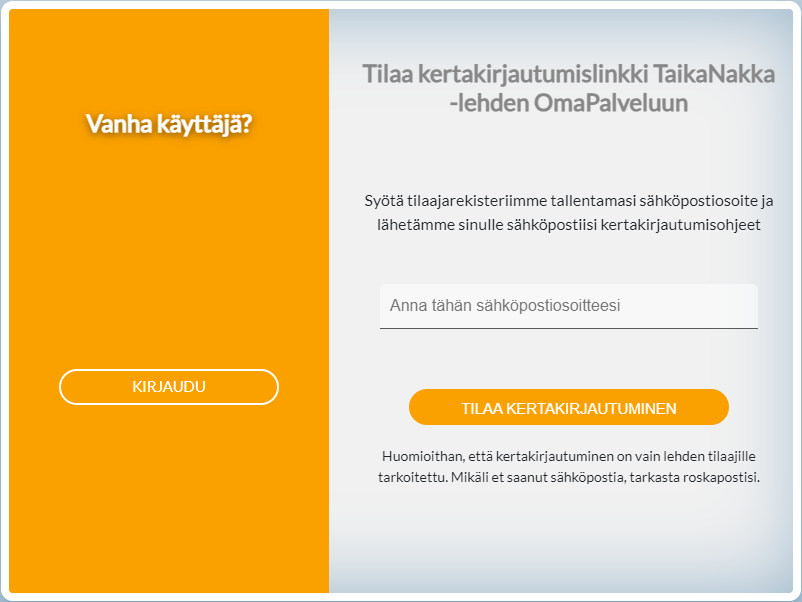 Vanha käyttäjä?
KIRJAUDU
Tilaa kertakirjautumislinkki TaikaNakka
-lehden OmaPalveluun
Syötä tilaajarekisteriimme tallentamasi sähköpostiosoite ja
lähetämme sinulle sähköpostiisi kertakirjautumisohjeet
Anna tähän sähköpostiosoitteesi
TILAA KERTAKIRJAUTUMINEN
Huomioithan, että kertakirjautuminen on vain lehden tilaajille
tarkoitettu. Mikäli et saanut sähköpostia, tarkasta roskapostisi.